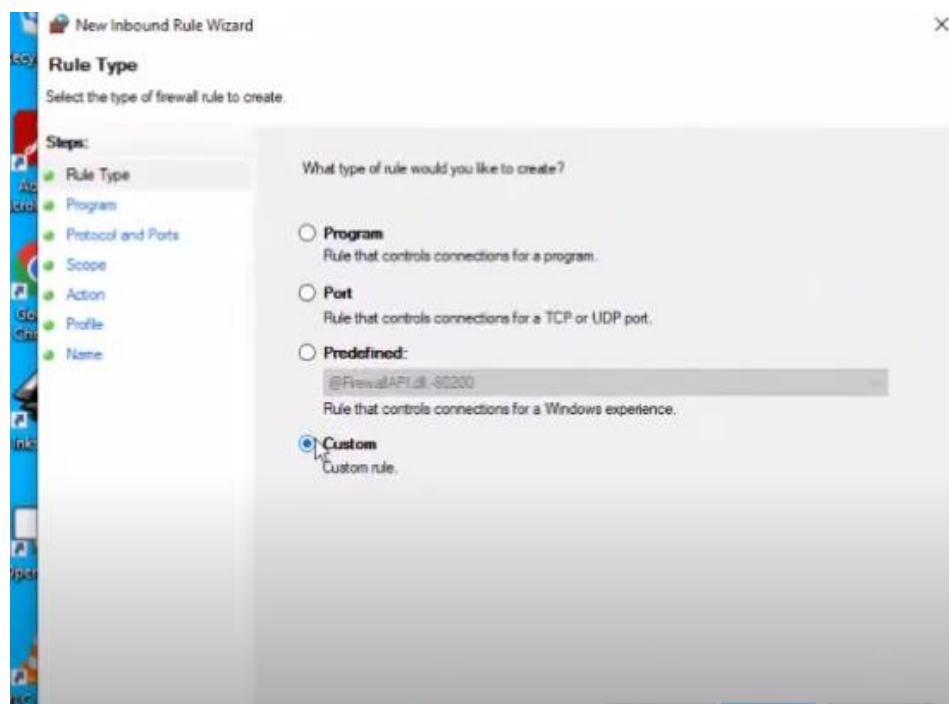 New Inbound Rule Wizard
Rule Type
Select the type of firewall rule to create.
Steps:
Rule Type
Program
Protocol and Ports
Scope
Action
Profile
Name
What type of rule would you like to create?
Program
Rule that controls connections for a program.
Port
Rule that controls connections for a TCP or UDP port.
Predefined:
@FirewallAPI.dll,-80200
Rule that controls connections for a Windows experience.
Custom
Custom rule.